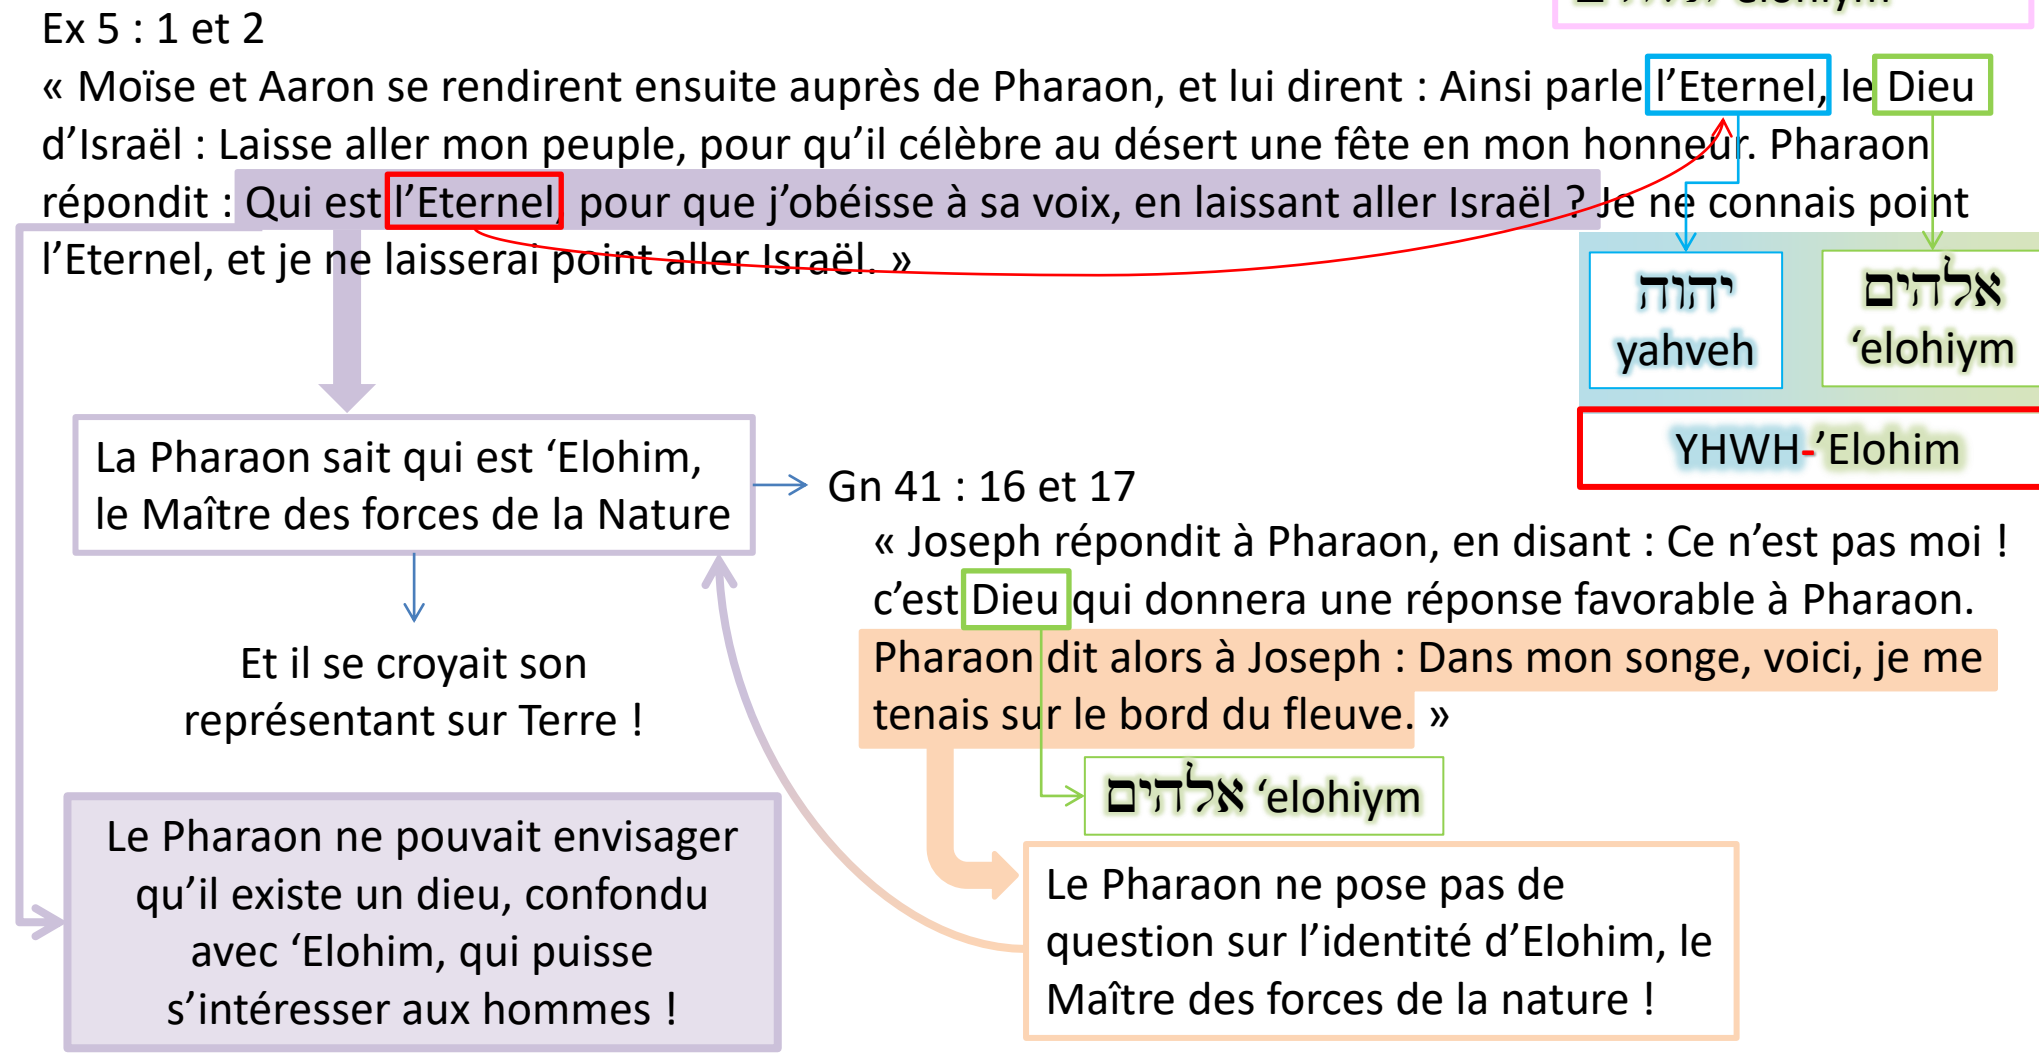 Ex 5 : 1 et 2
« Moïse et Aaron se rendirent ensuite auprès de Pharaon, et lui dirent : Ainsi parle l’Eternel, le Dieu
d’Israël : Laisse aller mon peuple, pour qu’il célèbre au désert une fête en mon honneur. Pharaon
répondit : Qui est l’Eternel, pour que j’obéisse à sa voix, en laissant aller Israël ? Je ne connais point
l’Eternel, et je ne laisserai point aller Israël. »
יהוה
yahveh
אלהים
‘elohiym
YHWH-’Elohim
La Pharaon sait qui est ‘Elohim,
le Maître des forces de la Nature
Gn 41 : 16 et 17
« Joseph répondit à Pharaon, en disant : Ce n’est pas moi !
c’est Dieu qui donnera une réponse favorable à Pharaon.
Pharaon dit alors à Joseph : Dans mon songe, voici, je me
tenais sur le bord du fleuve. »
Et il se croyait son
représentant sur Terre !
אלהים ‘elohiym
Le Pharaon ne pouvait envisager
qu’il existe un dieu, confondu
avec ‘Elohim, qui puisse
s’intéresser aux hommes !
Le Pharaon ne pose pas de
question sur l’identité d’Elohim, le
Maître des forces de la nature !